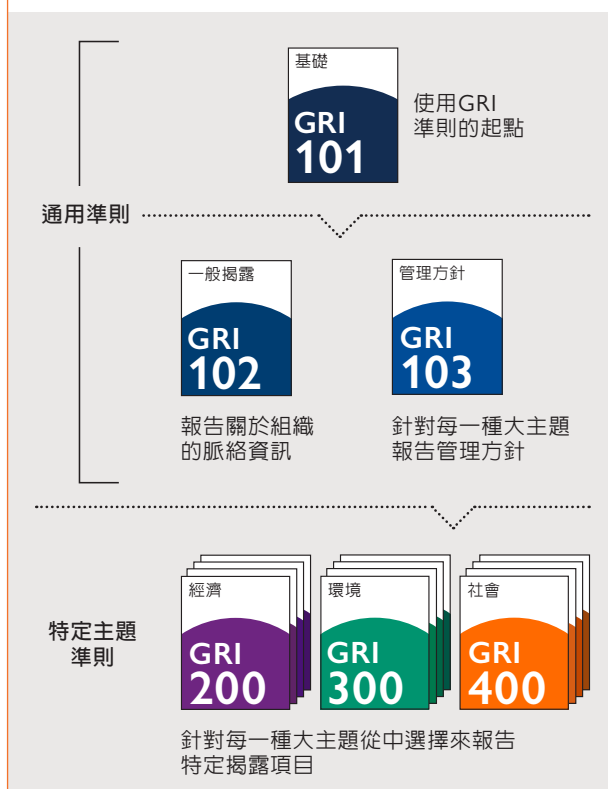 基礎
GRI
101
使用GRI
準則的起點
通用準則
一般揭露
GRI
102
報告關於組織
的脈絡資訊
管理方針
GRI
103
針對每一種大主題
報告管理方針
特定主題
準則
經濟
GRI
200
環境
GRI
300
社會
GRI
400
針對每一種大主題從中選擇來報告
特定揭露項目